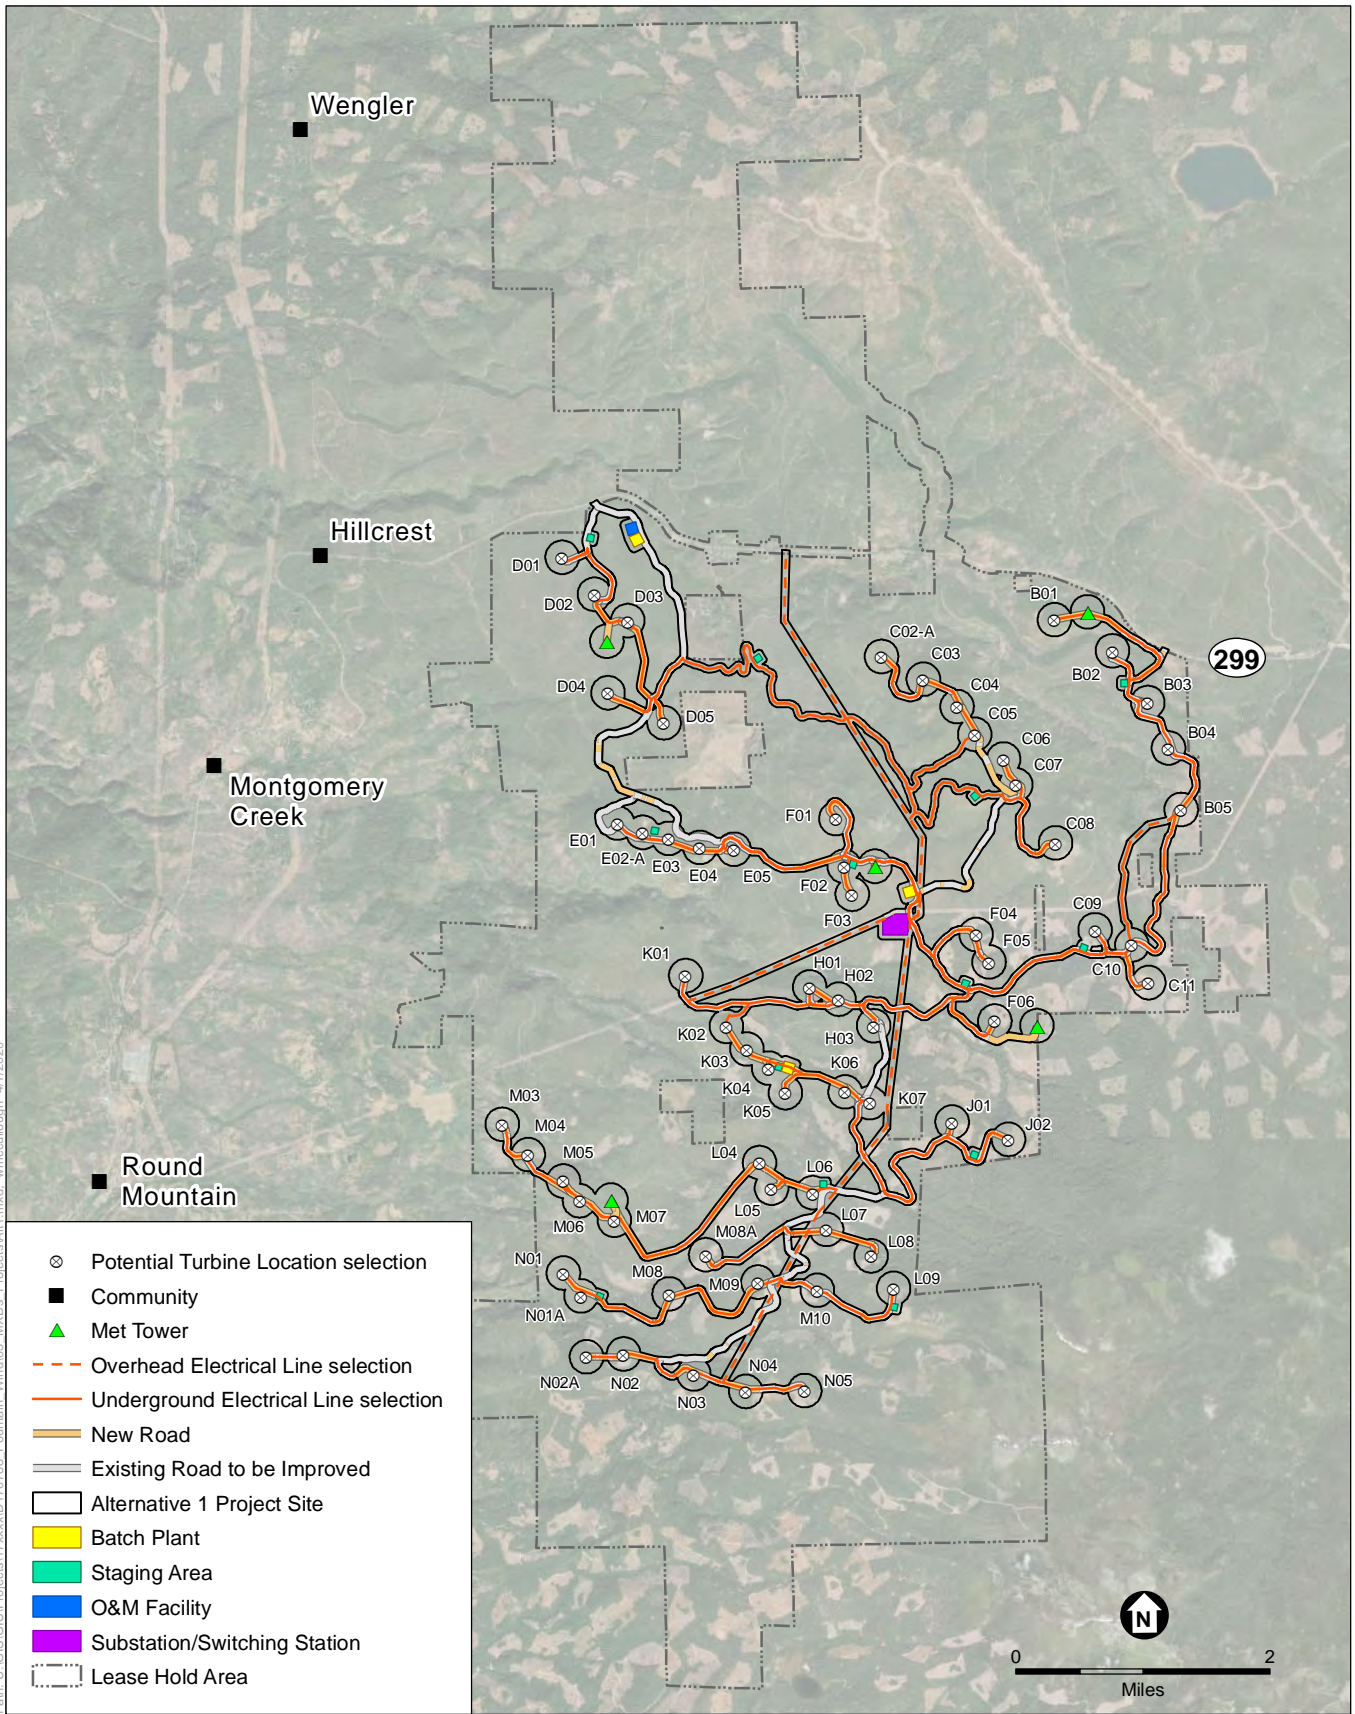 Wengler
Hillcrest
D01
D02
D03
B01
C02-A
C03
299
B02
B03
D04
C04
D05
C05
B04
C06
C07
Montgomery
Creek
B05
F01
E01
C08
E02-A
E03
E04
E05
F02
F03
C09
F04
F05
K01
H01
H02
C10
C11
F06
K02
H03
K03
K06
K04
K05
K07
M03
J01
J02
M04
M05
L04
L06
Round
Mountain
L05
M06
M07
L07
M08A
L08
N01
M08
M09
L09
N01A
M10
N02A
N02
N03
N04
N05
Potential Turbine Location selection
Community
Met Tower
Overhead Electrical Line selection
Underground Electrical Line selection
New Road
Existing Road to be Improved
Alternative 1 Project Site
Batch Plant
Staging Area
O&M Facility
Substation/Switching Station
Lease Hold Area
N
0 2
Miles